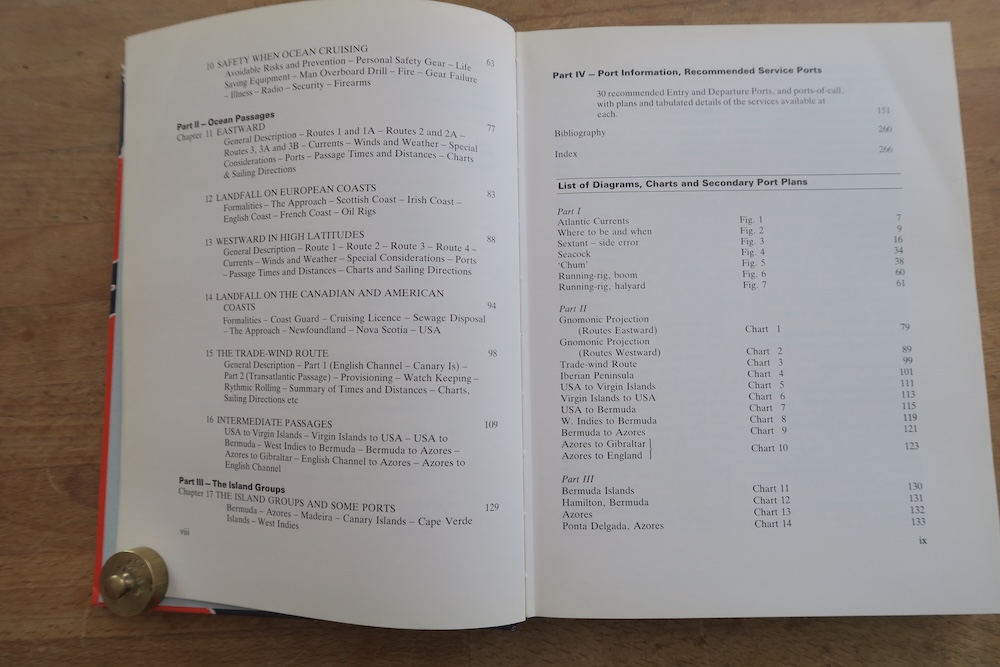 10 SAFETY WHEN OCEAN CRUISING 63
Avoidable Risks and Prevention – Personal Safety Gear – Life
Saving Equipment – Man Overboard Drill – Fire – Gear Failure
– Illness – Radio – Security – Firearms
Part II – Ocean Passages
Chapter 11 EASTWARD 77
General Description – Routes 1 and 1A – Routes 2 and 2A –
Routes 3, 3A and 3B – Currents – Winds and Weather – Special
Considerations – Ports – Passage Times and Distances – Charts
& Sailing Directions
12 LANDFALL ON EUROPEAN COASTS 83
Formalities – The Approach – Scottish Coast – Irish Coast –
English Coast – French Coast – Oil Rigs
13 WESTWARD IN HIGH LATITUDES 88
General Description – Route 1 – Route 2 – Route 3 – Route 4 –
Currents – Winds and Weather – Special Considerations – Ports
– Passage Times and Distances – Charts and Sailing Directions
14 LANDFALL ON THE CANADIAN AND AMERICAN
COASTS 94
Formalities – Coast Guard – Cruising Licence – Sewage Disposal
– The Approach – Newfoundland – Nova Scotia – USA
15 THE TRADE-WIND ROUTE 98
General Description – Part 1 (English Channel – Canary Is) –
Part 2 (Transatlantic Passage) – Provisioning – Watch Keeping –
Rythmic Rolling – Summary of Times and Distances – Charts,
Sailing Directions etc
16 INTERMEDIATE PASSAGES 109
USA to Virgin Islands – Virgin Islands to USA – USA to
Bermuda – West Indies to Bermuda – Bermuda to Azores –
Azores to Gibraltar – English Channel to Azores – Azores to
English Channel
Part III – The Island Groups
Chapter 17 THE ISLAND GROUPS AND SOME PORTS 129
Bermuda – Azores – Madeira – Canary Islands – Cape Verde
Islands – West Indies
viii
Part IV – Port Information, Recommended Service Ports
30 recommended Entry and Departure Ports, and ports-of-call,
with plans and tabulated details of the services available at
each. 151
Bibliography 260
Index 266
List of Diagrams, Charts and Secondary Port Plans
Part I
Atlantic Currents Fig. 1 7
Where to be and when Fig. 2 9
Sextant – side error Fig. 3 16
Seacock Fig. 4 34
'Chum' Fig. 5 38
Running-rig, boom Fig. 6 60
Running-rig, halyard Fig. 7 61
Part II
Gnomonic Projection
(Routes Eastward) Chart 1 79
Gnomonic Projection
(Routes Westward) Chart 2 89
Trade-wind Route Chart 3 99
Iberian Peninsula Chart 4 101
USA to Virgin Islands Chart 5 111
Virgin Islands to USA Chart 6 113
USA to Bermuda Chart 7 115
W. Indies to Bermuda Chart 8 119
Bermuda to Azores Chart 9 121
Azores to Gibraltar
Azores to England Chart 10 123
Part III
Bermuda Islands Chart 11 130
Hamilton, Bermuda Chart 12 131
Azores Chart 13 132
Ponta Delgada, Azores Chart 14 133
ix